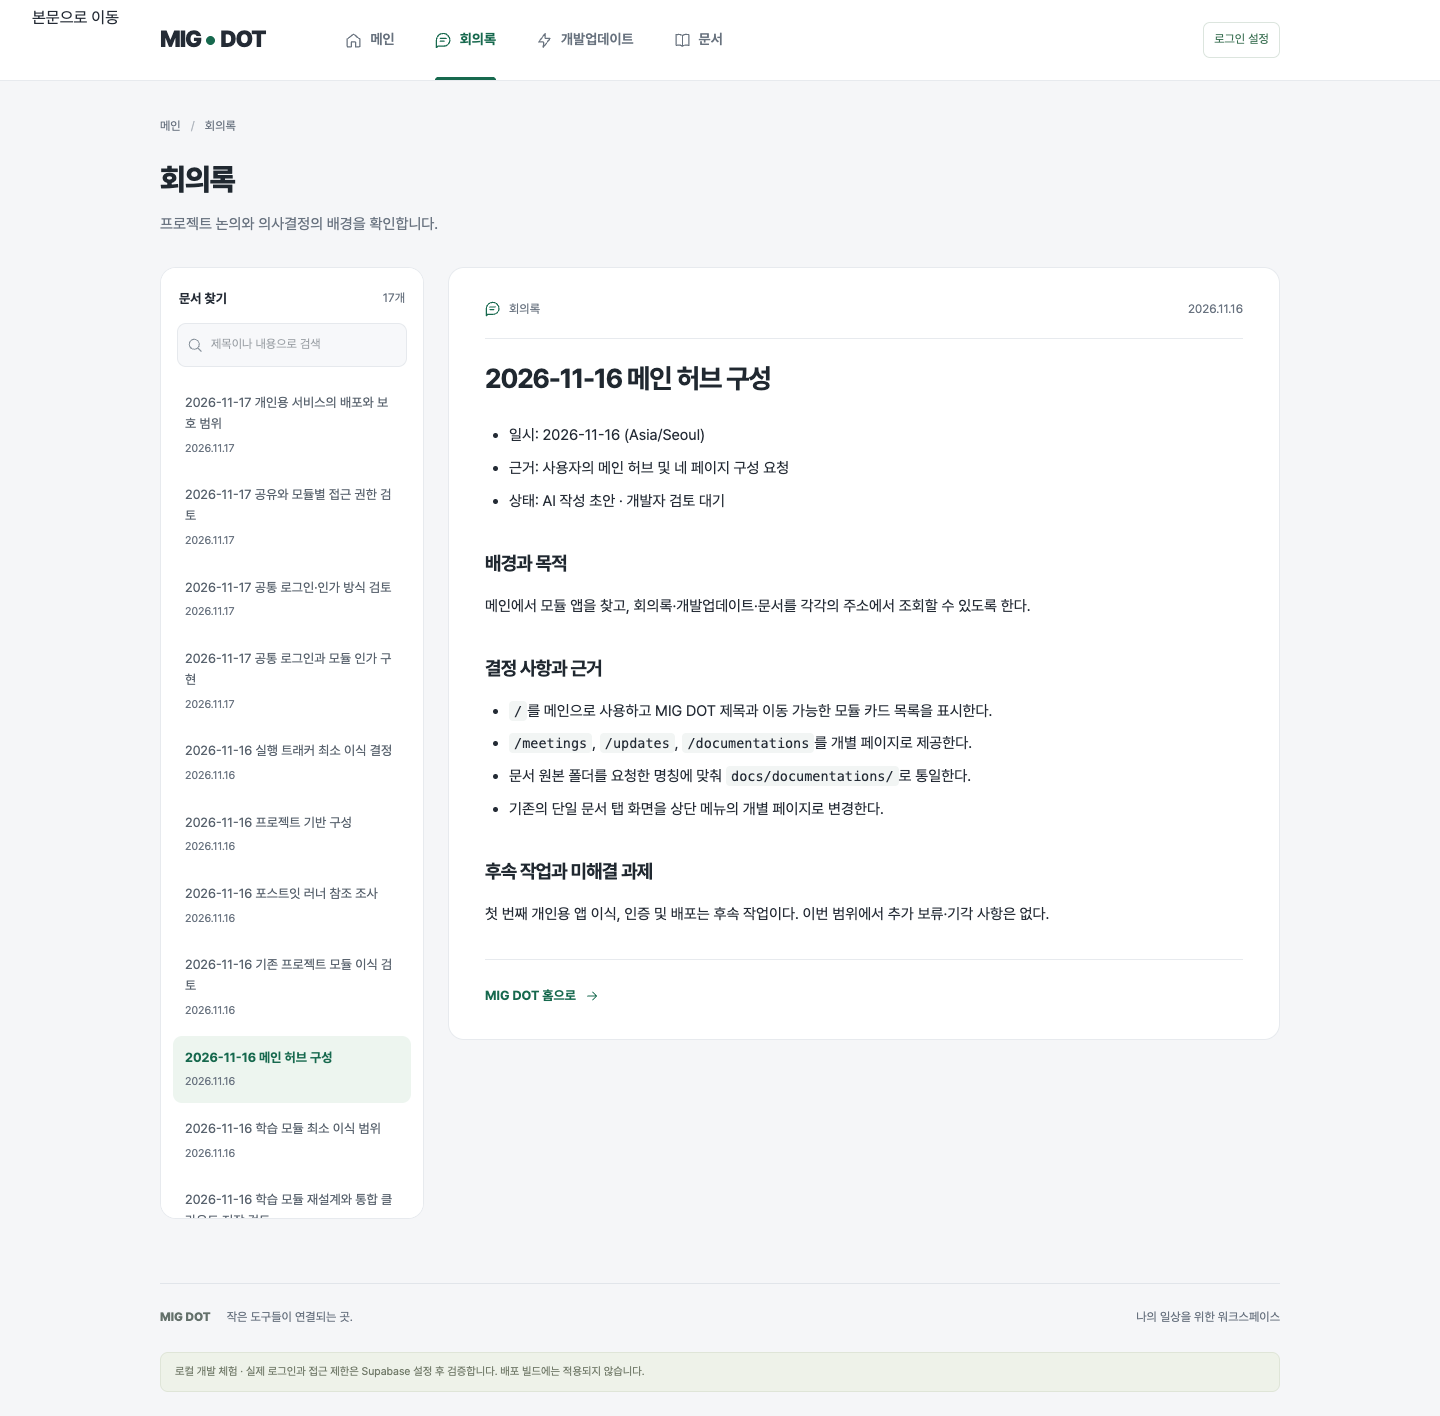 본문으로 이동
MIG DOT
메인
회의록
개발업데이트
문서
로그인 설정
메인 / 회의록
회의록
프로젝트 논의와 의사결정의 배경을 확인합니다.
문서 찾기
17개
제목이나 내용으로 검색
2026-11-17 개인용 서비스의 배포와 보
호 범위
2026.11.17
2026-11-17 공유와 모듈별 접근 권한 검
토
2026.11.17
2026-11-17 공통 로그인·인가 방식 검토
2026.11.17
2026-11-17 공통 로그인과 모듈 인가 구
현
2026.11.17
2026-11-16 실행 트래커 최소 이식 결정
2026.11.16
2026-11-16 프로젝트 기반 구성
2026.11.16
2026-11-16 포스트잇 러너 참조 조사
2026.11.16
2026-11-16 기존 프로젝트 모듈 이식 검
토
2026.11.16
2026-11-16 메인 허브 구성
2026.11.16
2026-11-16 학습 모듈 최소 이식 범위
2026.11.16
2026-11-16 학습 모듈 재설계와 통합 클
회의록
2026.11.16
2026-11-16 메인 허브 구성
• 일시: 2026-11-16 (Asia/Seoul)
• 근거: 사용자의 메인 허브 및 네 페이지 구성 요청
• 상태: AI 작성 초안 · 개발자 검토 대기
배경과 목적
메인에서 모듈 앱을 찾고, 회의록·개발업데이트·문서를 각각의 주소에서 조회할 수 있도록 한다.
결정 사항과 근거
• / 를 메인으로 사용하고 MIG DOT 제목과 이동 가능한 모듈 카드 목록을 표시한다.
• /meetings , /updates , /documentations 를 개별 페이지로 제공한다.
• 문서 원본 폴더를 요청한 명칭에 맞춰 docs/documentations/ 로 통일한다.
• 기존의 단일 문서 탭 화면을 상단 메뉴의 개별 페이지로 변경한다.
후속 작업과 미해결 과제
첫 번째 개인용 앱 이식, 인증 및 배포는 후속 작업이다. 이번 범위에서 추가 보류·기각 사항은 없다.
MIG DOT 홈으로 →
MIG DOT 작은 도구들이 연결되는 곳.
나의 일상을 위한 워크스페이스
로컬 개발 체험 · 실제 로그인과 접근 제한은 Supabase 설정 후 검증합니다. 배포 빌드에는 적용되지 않습니다.